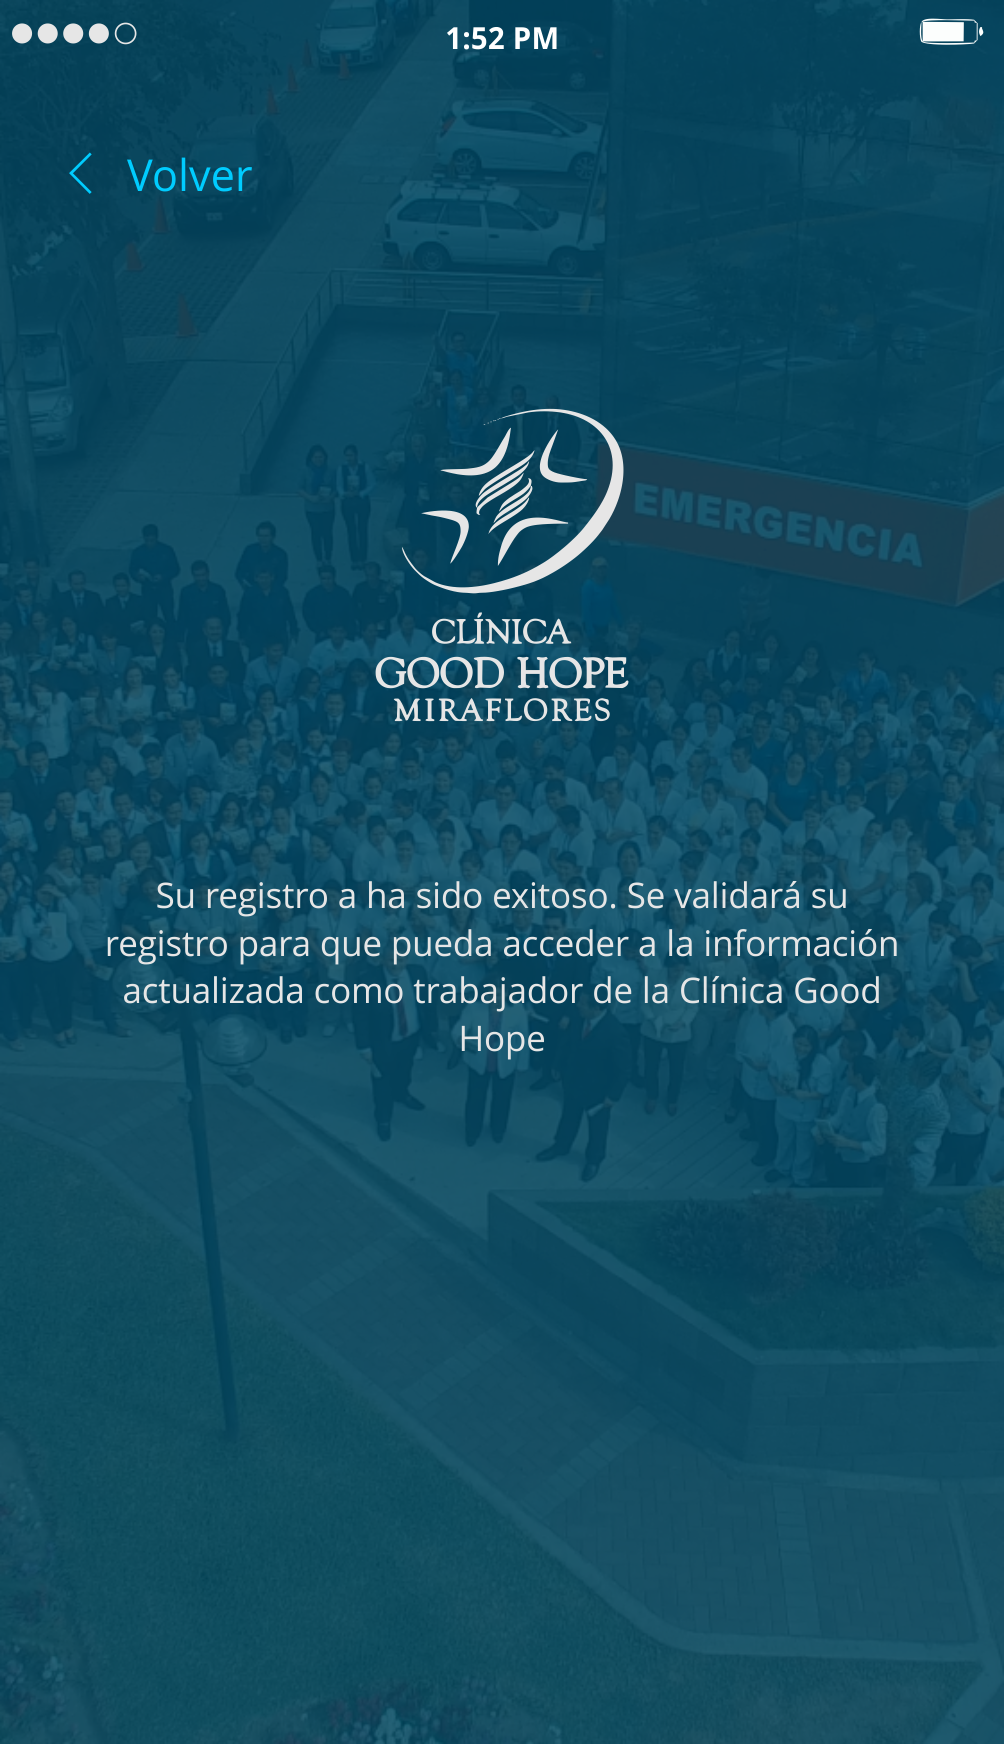 1:52 PM
Volver
EMERGENCIA
CLÍNICA
GOOD HOPE
MIRAFLORES
Su registro a ha sido exitoso. Se validará su
registro para que pueda acceder a la información
actualizada como trabajador de la Clínica Good
Hope